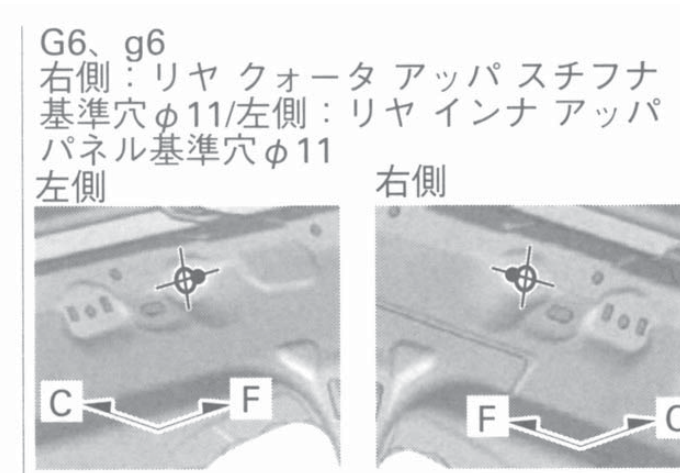 G6、g6
右側：リヤ クォータ アッパ スチフナ
基準穴φ11/左側：リヤ インナ アッパ
パネル基準穴φ11
左側
右側
C
F
F
C